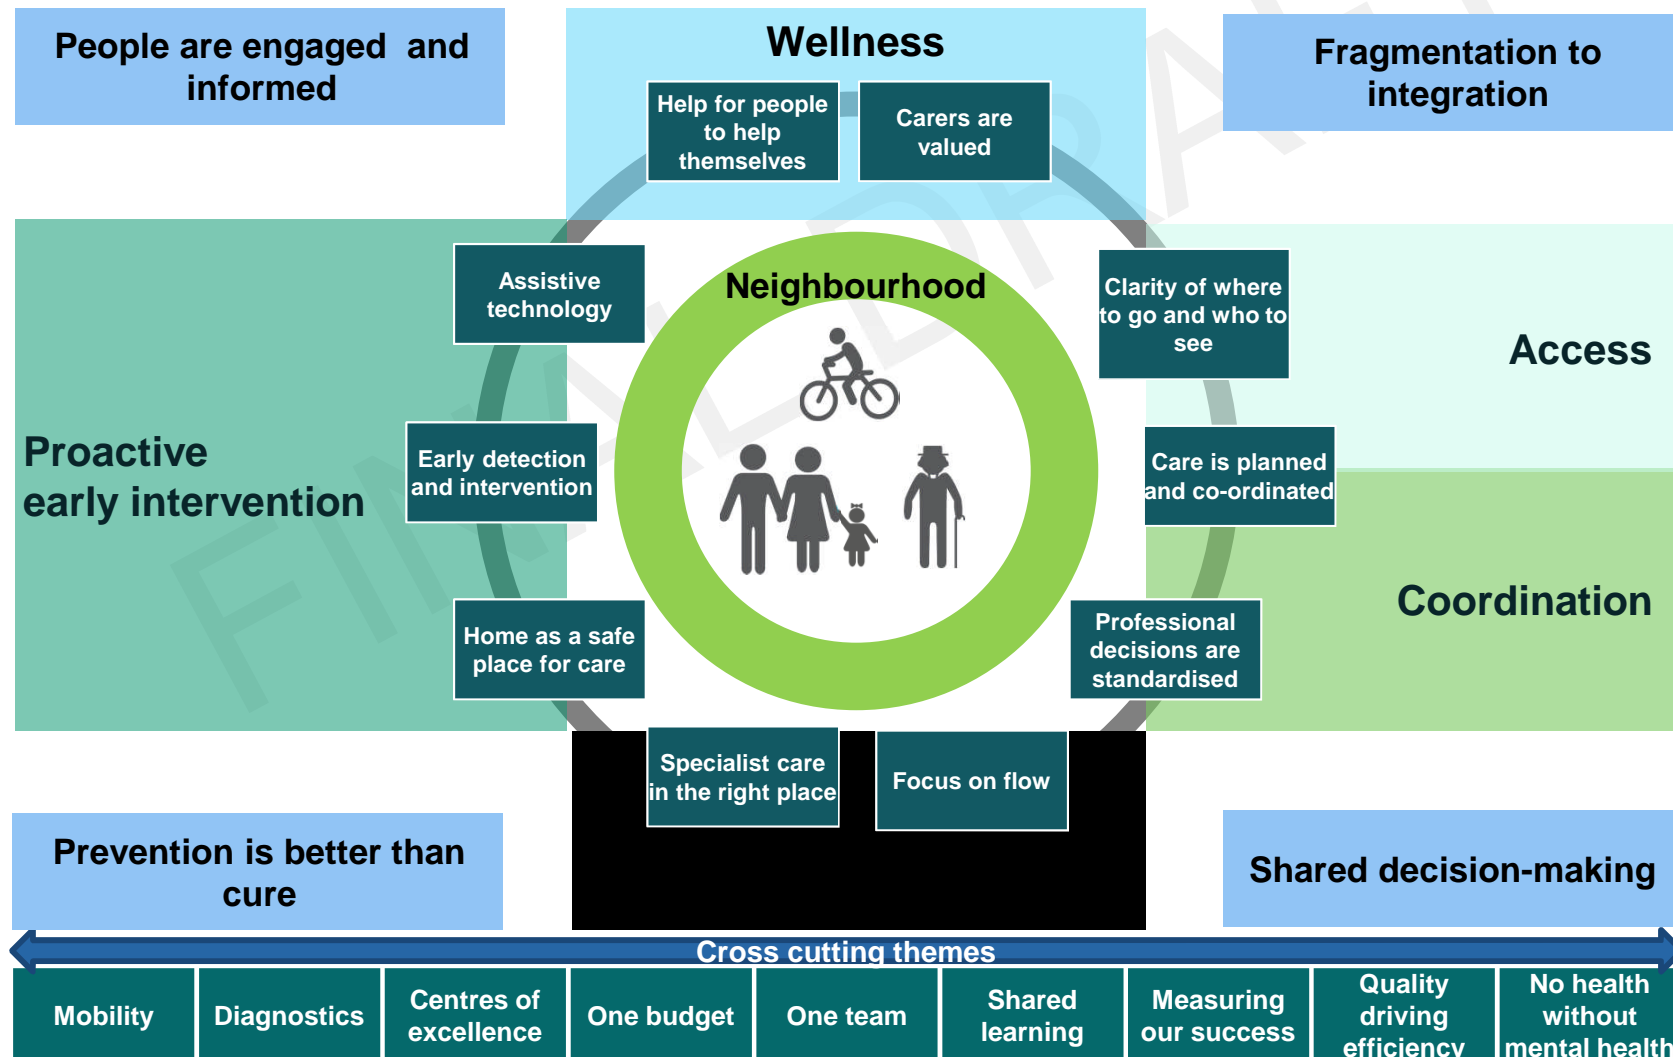 People are engaged  and
informed
Wellness
Fragmentation to
integration
Help for people
to help
themselves
Carers are
valued
Assistive
technology
Neighbourhood
Clarity of where
to go and who to
see
Access
Proactive
early intervention
Early detection
and intervention
Care is planned
and co-ordinated
Coordination
Home as a safe
place for care
Professional
decisions are
standardised
Specialist care
in the right place
Focus on flow
Prevention is better than
cure
Shared decision-making
Cross cutting themes
Mobility
Diagnostics
Centres of
excellence
One budget
One team
Shared
learning
Measuring
our success
Quality
driving
efficiency
No health
without
mental health
FINAL DRAFT